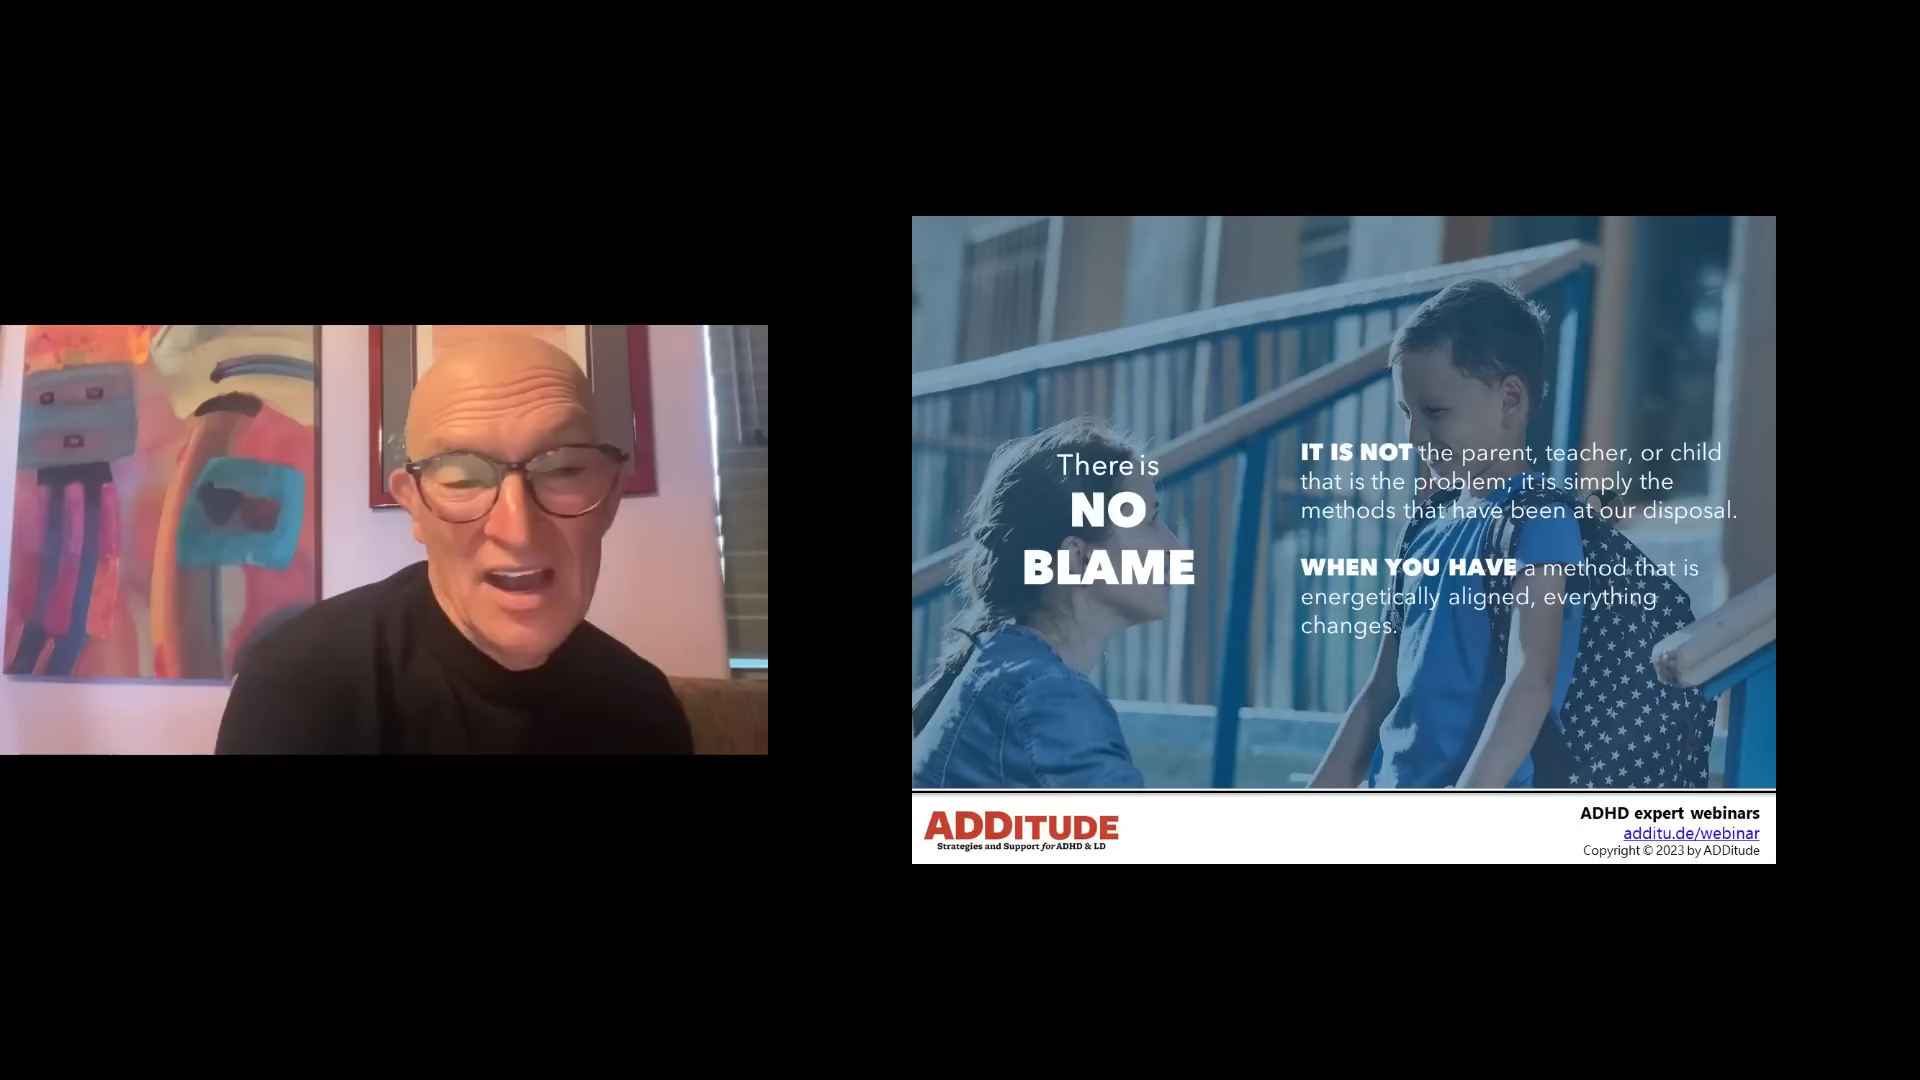 There is
NO
BLAME
IT IS NOT the parent, teacher, or child
that is the problem; it is simply the
methods that have been at our disposal.
WHEN YOU HAVE a method that is
energetically aligned, everything
changes.
ADDITUDE
Strategies and Support for ADHD & LD
ADHD expert webinars
additu.de/webinar
Copyright © 2023 by ADDitude